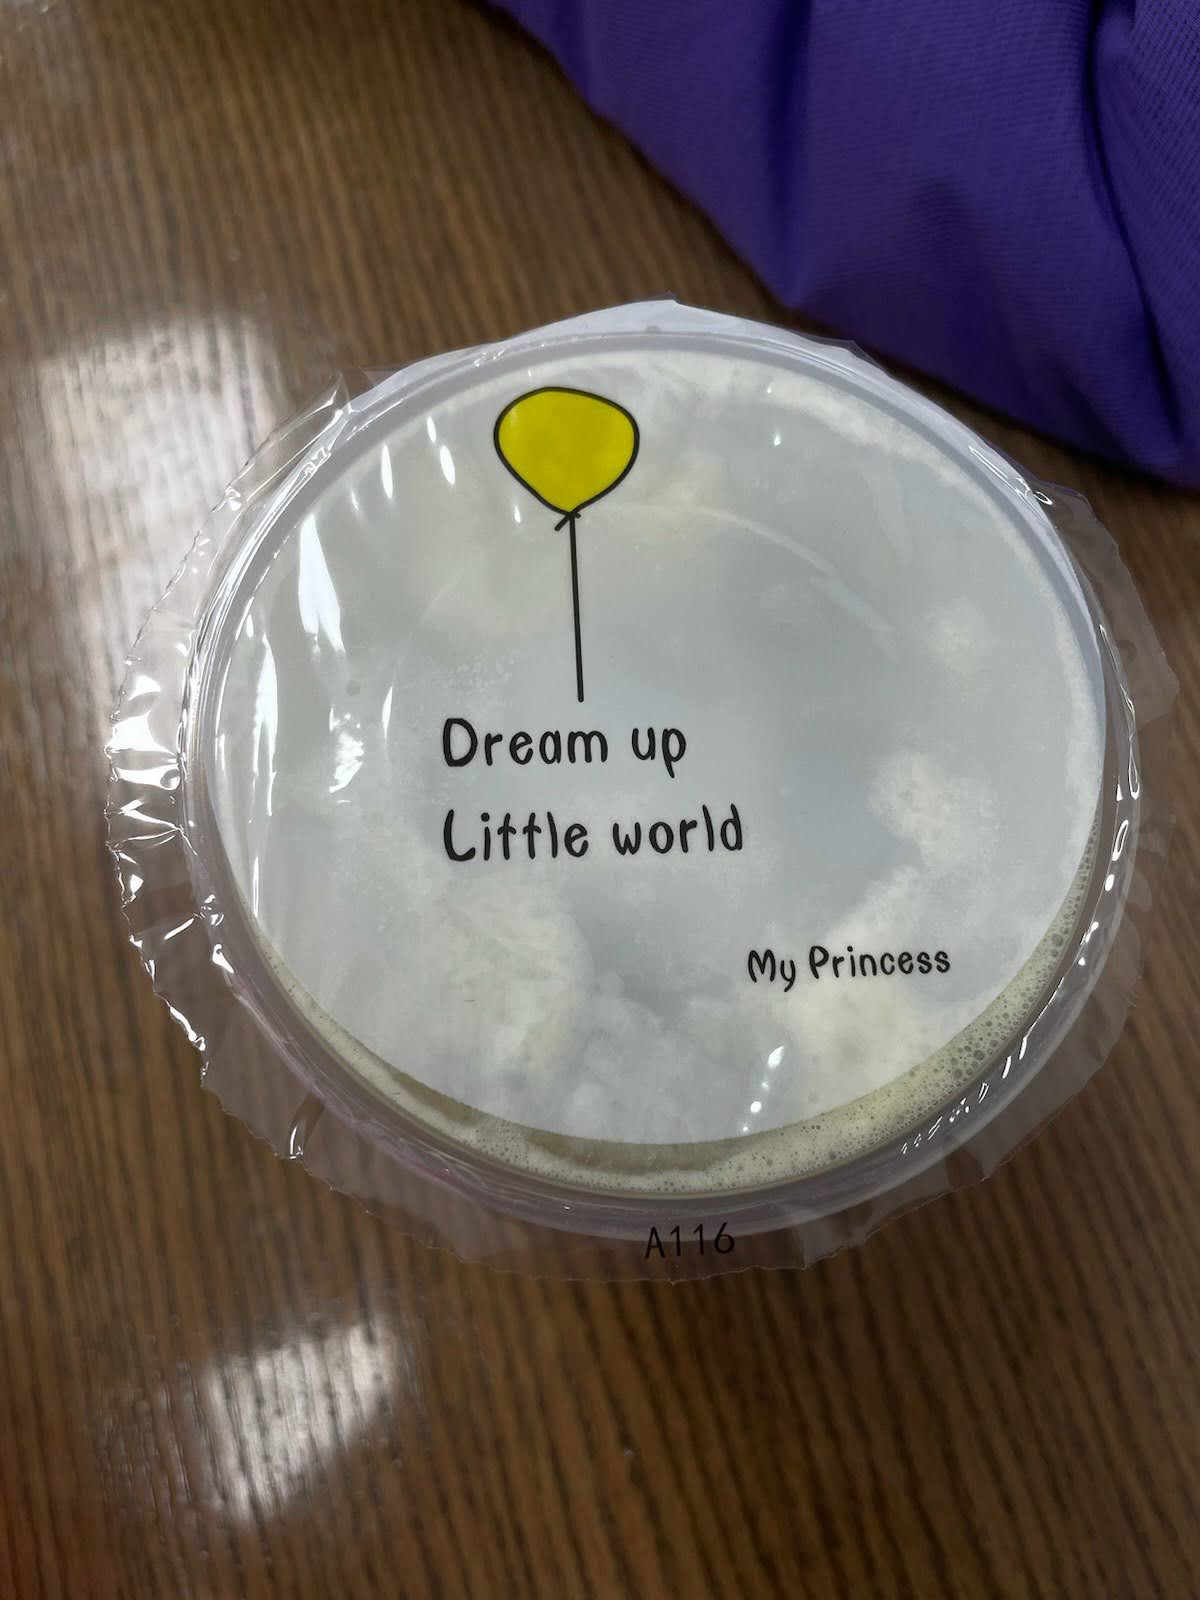 Dream up
Little world
My Princess
A116